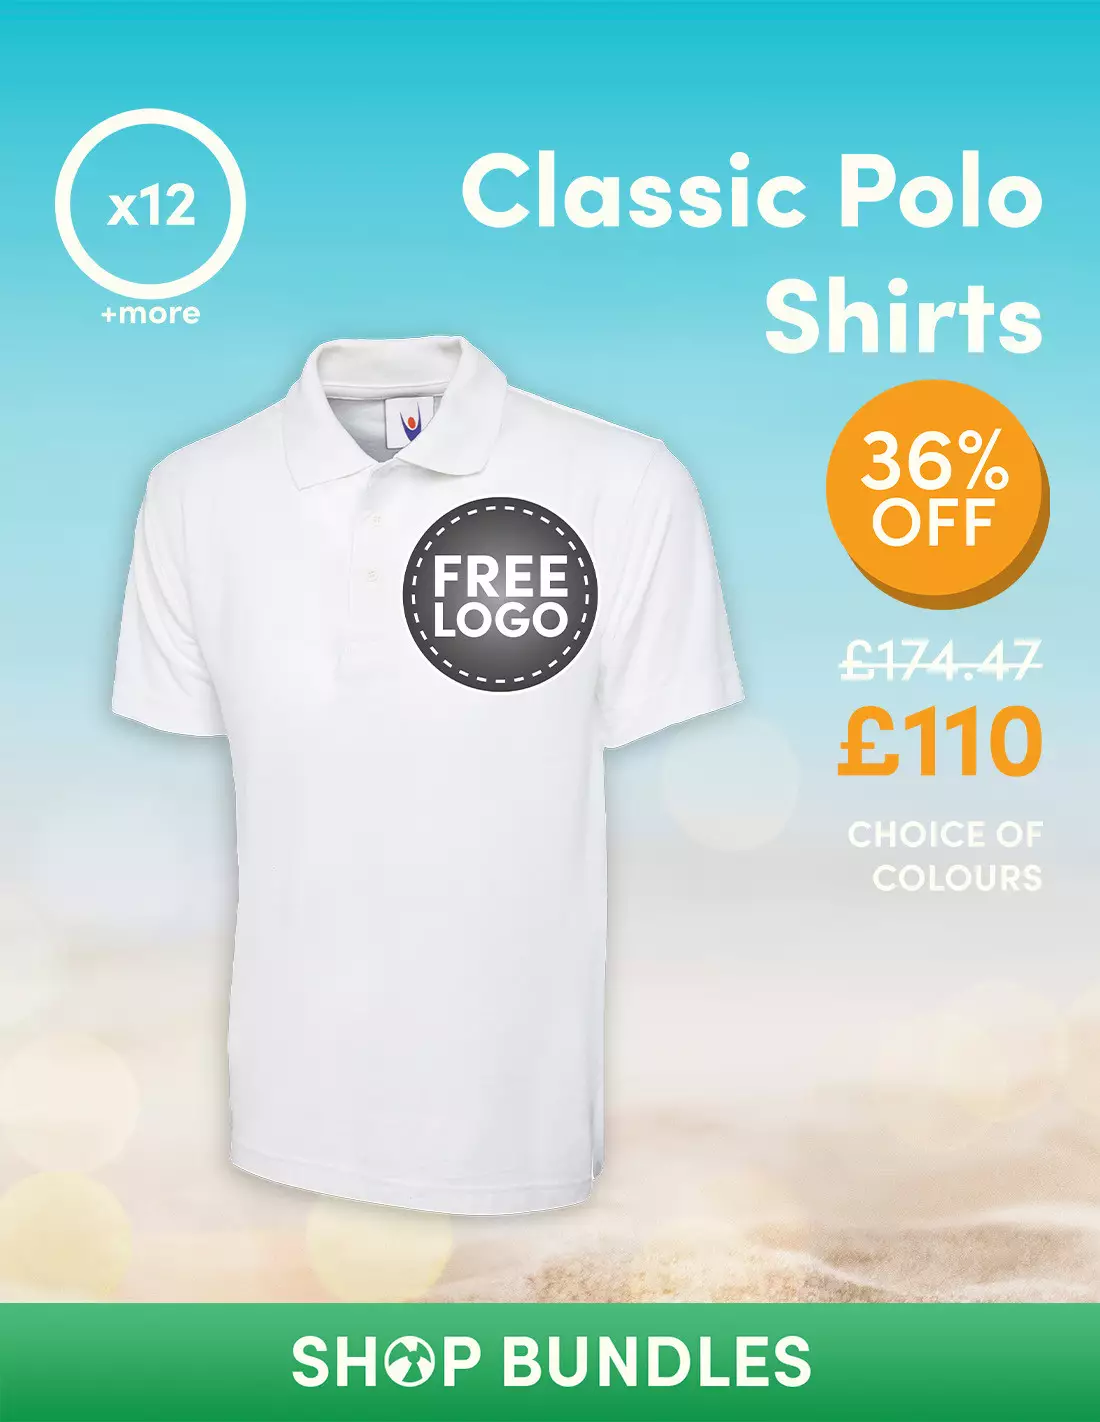 x12
+more
Classic Polo
Shirts
36%
OFF
FREE
LOGO
£174.47
£110
CHOICE OF
COLOURS
SHOP BUNDLES